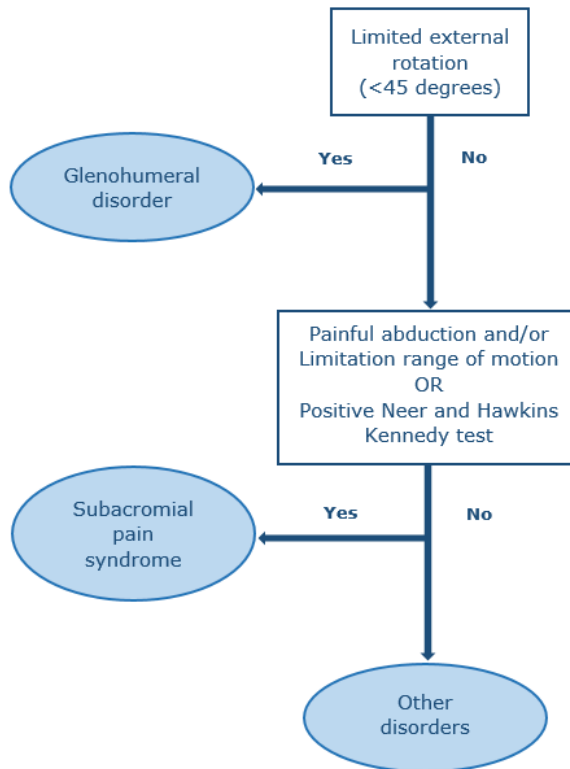 Limited external
rotation
(<45 degrees)
Yes
No
Glenohumeral
disorder
Painful abduction and/or
Limitation range of motion
OR
Positive Neer and Hawkins
Kennedy test
Yes
No
Subacromial
pain
syndrome
Other
disorders